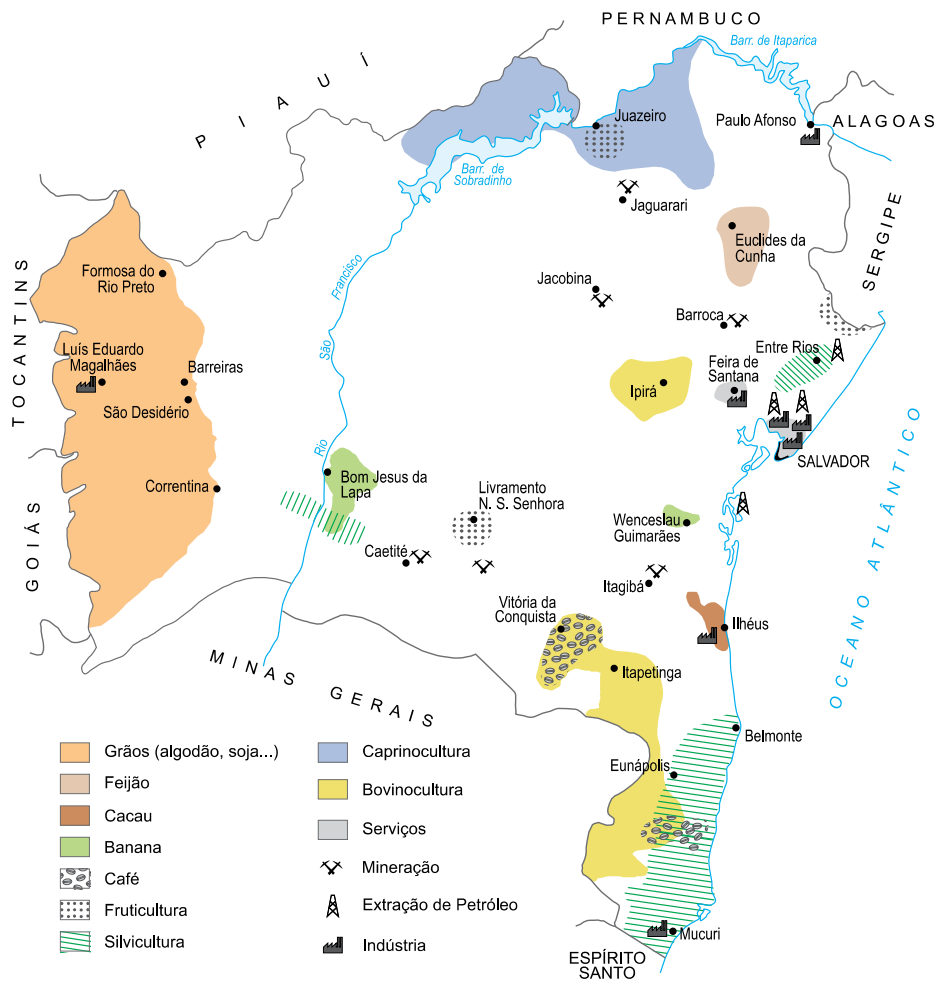 PERNAMBUCO
Barr. de Itaparica
PIAUÍ
Juazeiro
Paulo Afonso
ALAGOAS
Barr. de
Sobradinho
Jaguarari
SERGIPE
Euclides da
Cunha
Formosa do
Rio Preto
Francisco
Jacobina
TOCANTINS
Barroca
São
Entre Rios
Luís Eduardo
Magalhães
Barreiras
Feira de
Santana
Ipirá
São Desidério
Rio
SALVADOR
OCEANO ATLÂNTICO
Bom Jesus da
Lapa
Correntina
Livramento
N. S. Senhora
GOIÁS
Wenceslau
Guimarães
Caetité
Itagibá
Vitória da
Conquista
Ilhéus
MINAS GERAIS
Itapetinga
Belmonte
Eunápolis
Mucuri
ESPÍRITO
SANTO
Grãos (algodão, soja...)
Feijão
Cacau
Banana
Café
Fruticultura
Silvicultura
Caprinocultura
Bovinocultura
Serviços
Mineração
Extração de Petróleo
Indústria